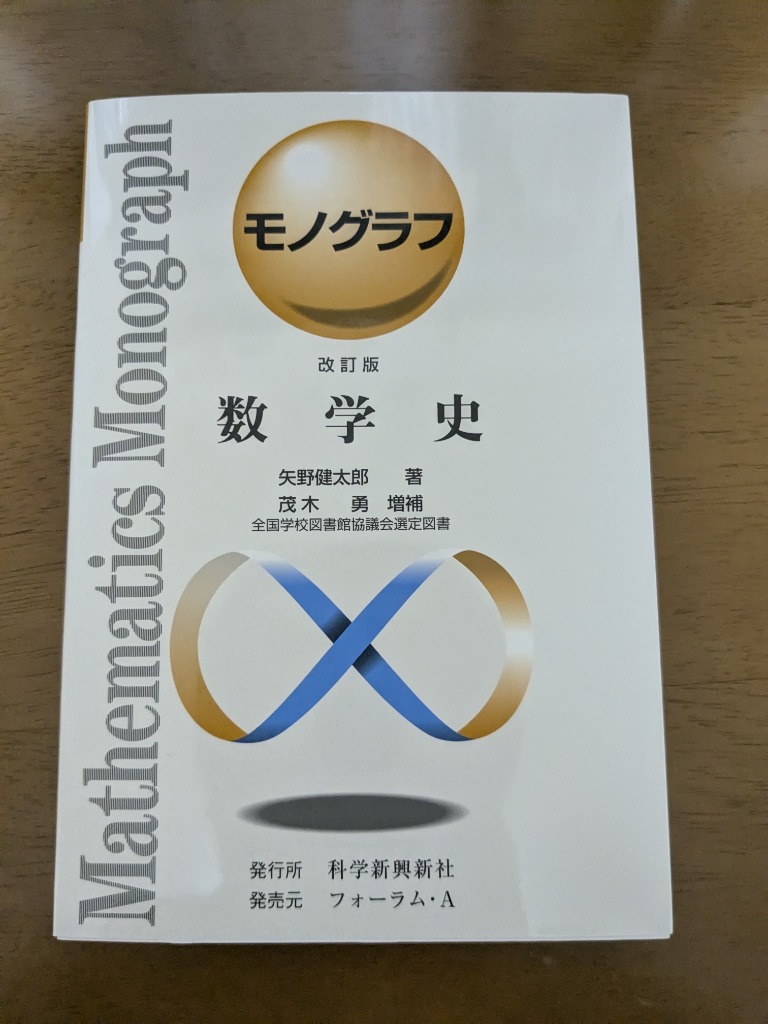 Mathematics Monograph
モノグラフ
改訂版
数学史
矢野健太郎 著
茂木 勇 増補
全国学校図書館協議会選定図書
発行所 科学新興新社
発売元 フォーラム・A